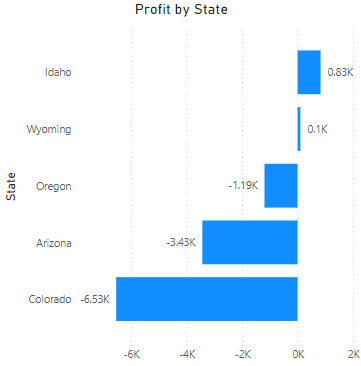 Profit by State
State
Idaho 0.83K
Wyoming 0.1K
Oregon -1.19K
Arizona -3.43K
Colorado -6.53K
-6K -4K -2K 0K 2K